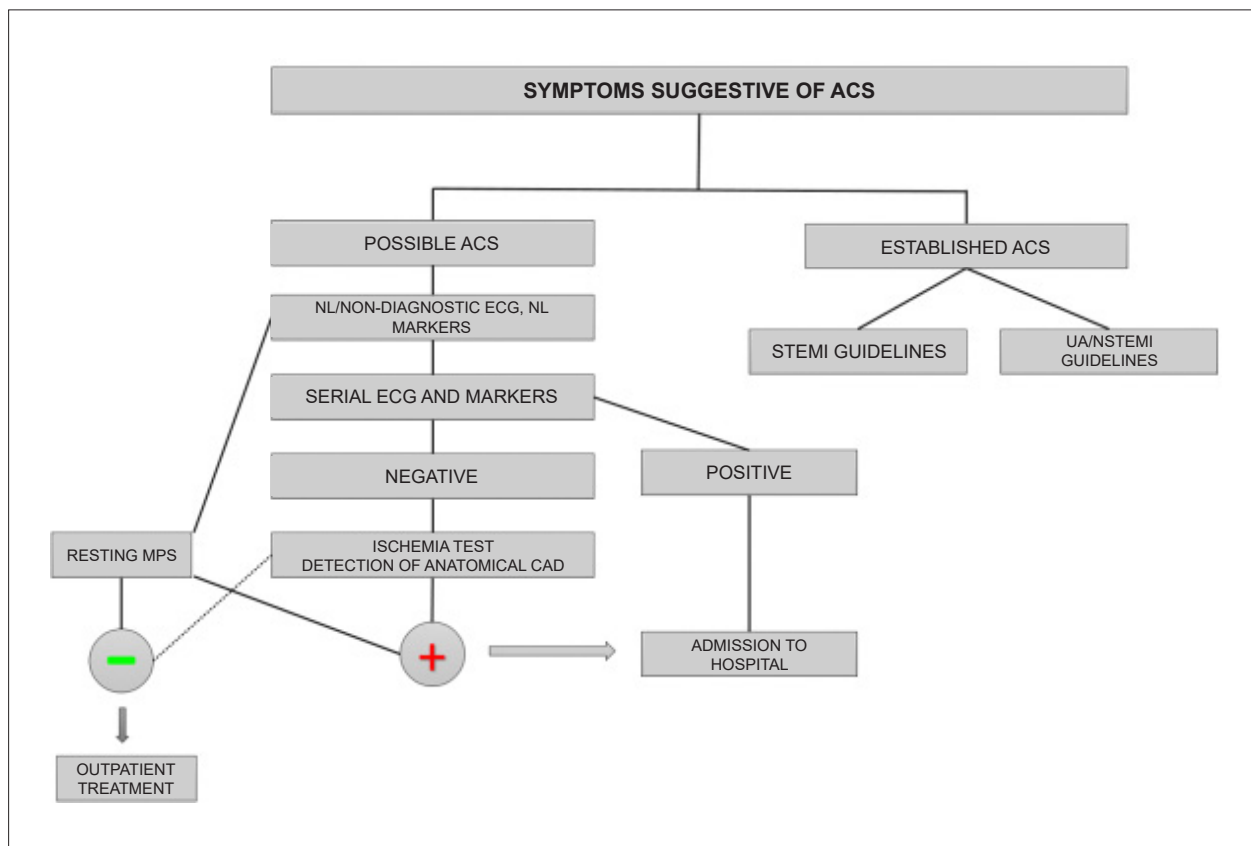 SYMPTOMS SUGGESTIVE OF ACS
POSSIBLE ACS
ESTABLISHED ACS
NL/NON-DIAGNOSTIC ECG, NL
MARKERS
STEMI GUIDELINES
UA/NSTEMI
GUIDELINES
SERIAL ECG AND MARKERS
NEGATIVE
POSITIVE
RESTING MPS
ISCHEMIA TEST
DETECTION OF ANATOMICAL CAD
−
+
ADMISSION TO
HOSPITAL
OUTPATIENT
TREATMENT